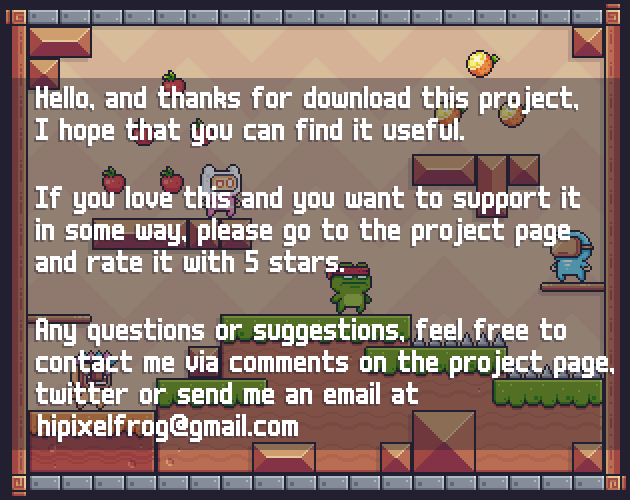 Hello, and thanks for download this project,
I hope that you can find it useful.
If you love this and you want to support it
in some way, please go to the project page
and rate it with 5 stars.
Any questions or suggestions, feel free to
contact me via comments on the project page,
twitter or send me an email at
hipixelfrog@gmail.com